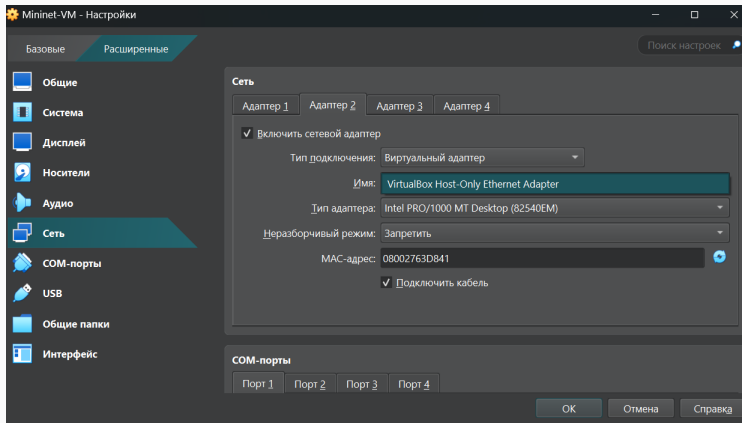 Mininet-VM - Настройки
Базовые Расширенные
Поиск настроек
Общие
Система
Дисплей
Носители
Аудио
Сеть
COM-порты
USB
Общие папки
Интерфейс
Сеть
Адаптер 1 Адаптер 2 Адаптер 3 Адаптер 4
Включить сетевой адаптер
Тип подключения: Виртуальный адаптер
Имя: VirtualBox Host-Only Ethernet Adapter
Тип адаптера: Intel PRO/1000 MT Desktop (82540EM)
Неразборчивый режим: Запретить
MAC-адрес: 08002763D841
Подключить кабель
COM-порты
Порт 1 Порт 2 Порт 3 Порт 4
OK Отмена Справка